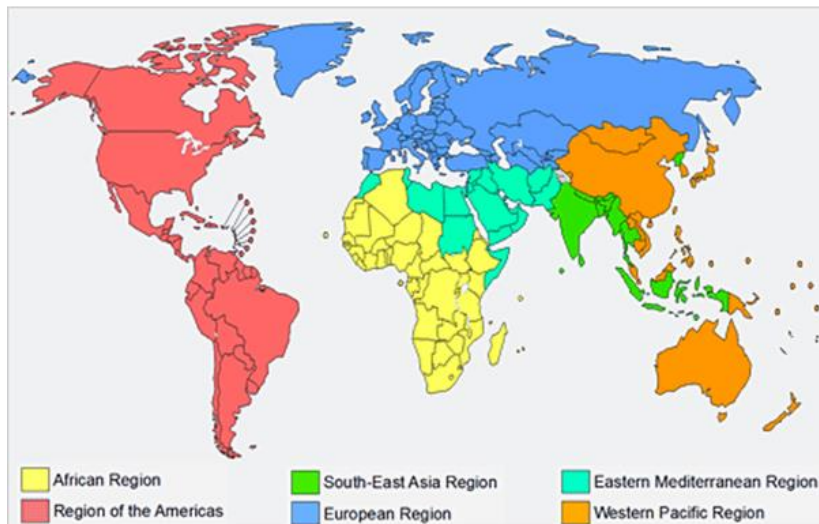 African Region
South-East Asia Region
Eastern Mediterranean Region
Region of the Americas
European Region
Western Pacific Region